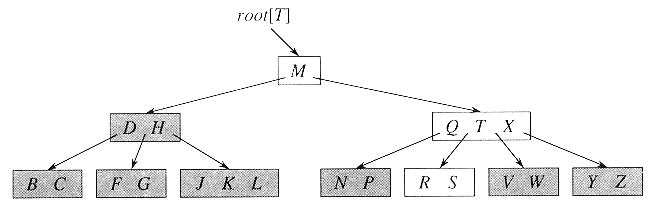 root[T]
M
D H
Q T X
B C
F G
J K L
N P
R S
V W
Y Z